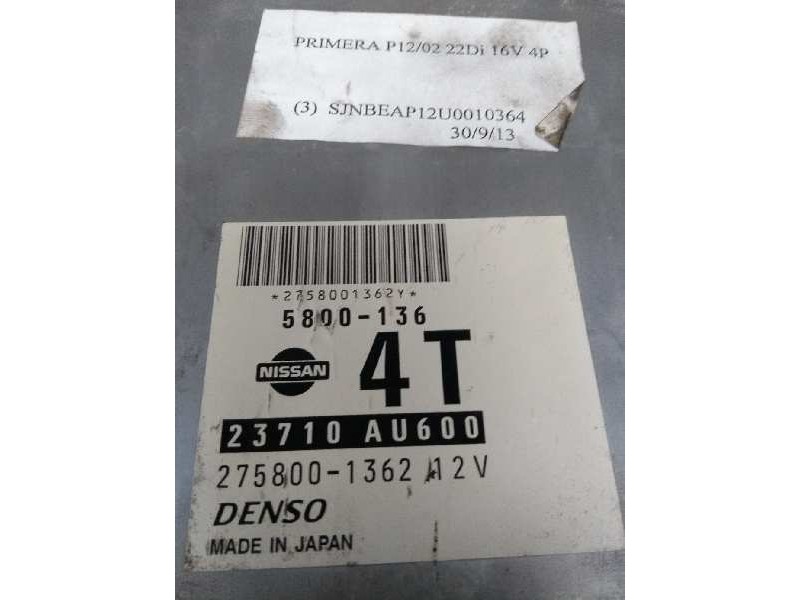 PRIMERA P12/02 22Di 16V 4P
(3) SJNBEAP12U0010364
30/9/13
*2758001362Y*
5800-136
NISSAN
4T
23710 AU600
275800-1362 12V
DENSO
MADE IN JAPAN